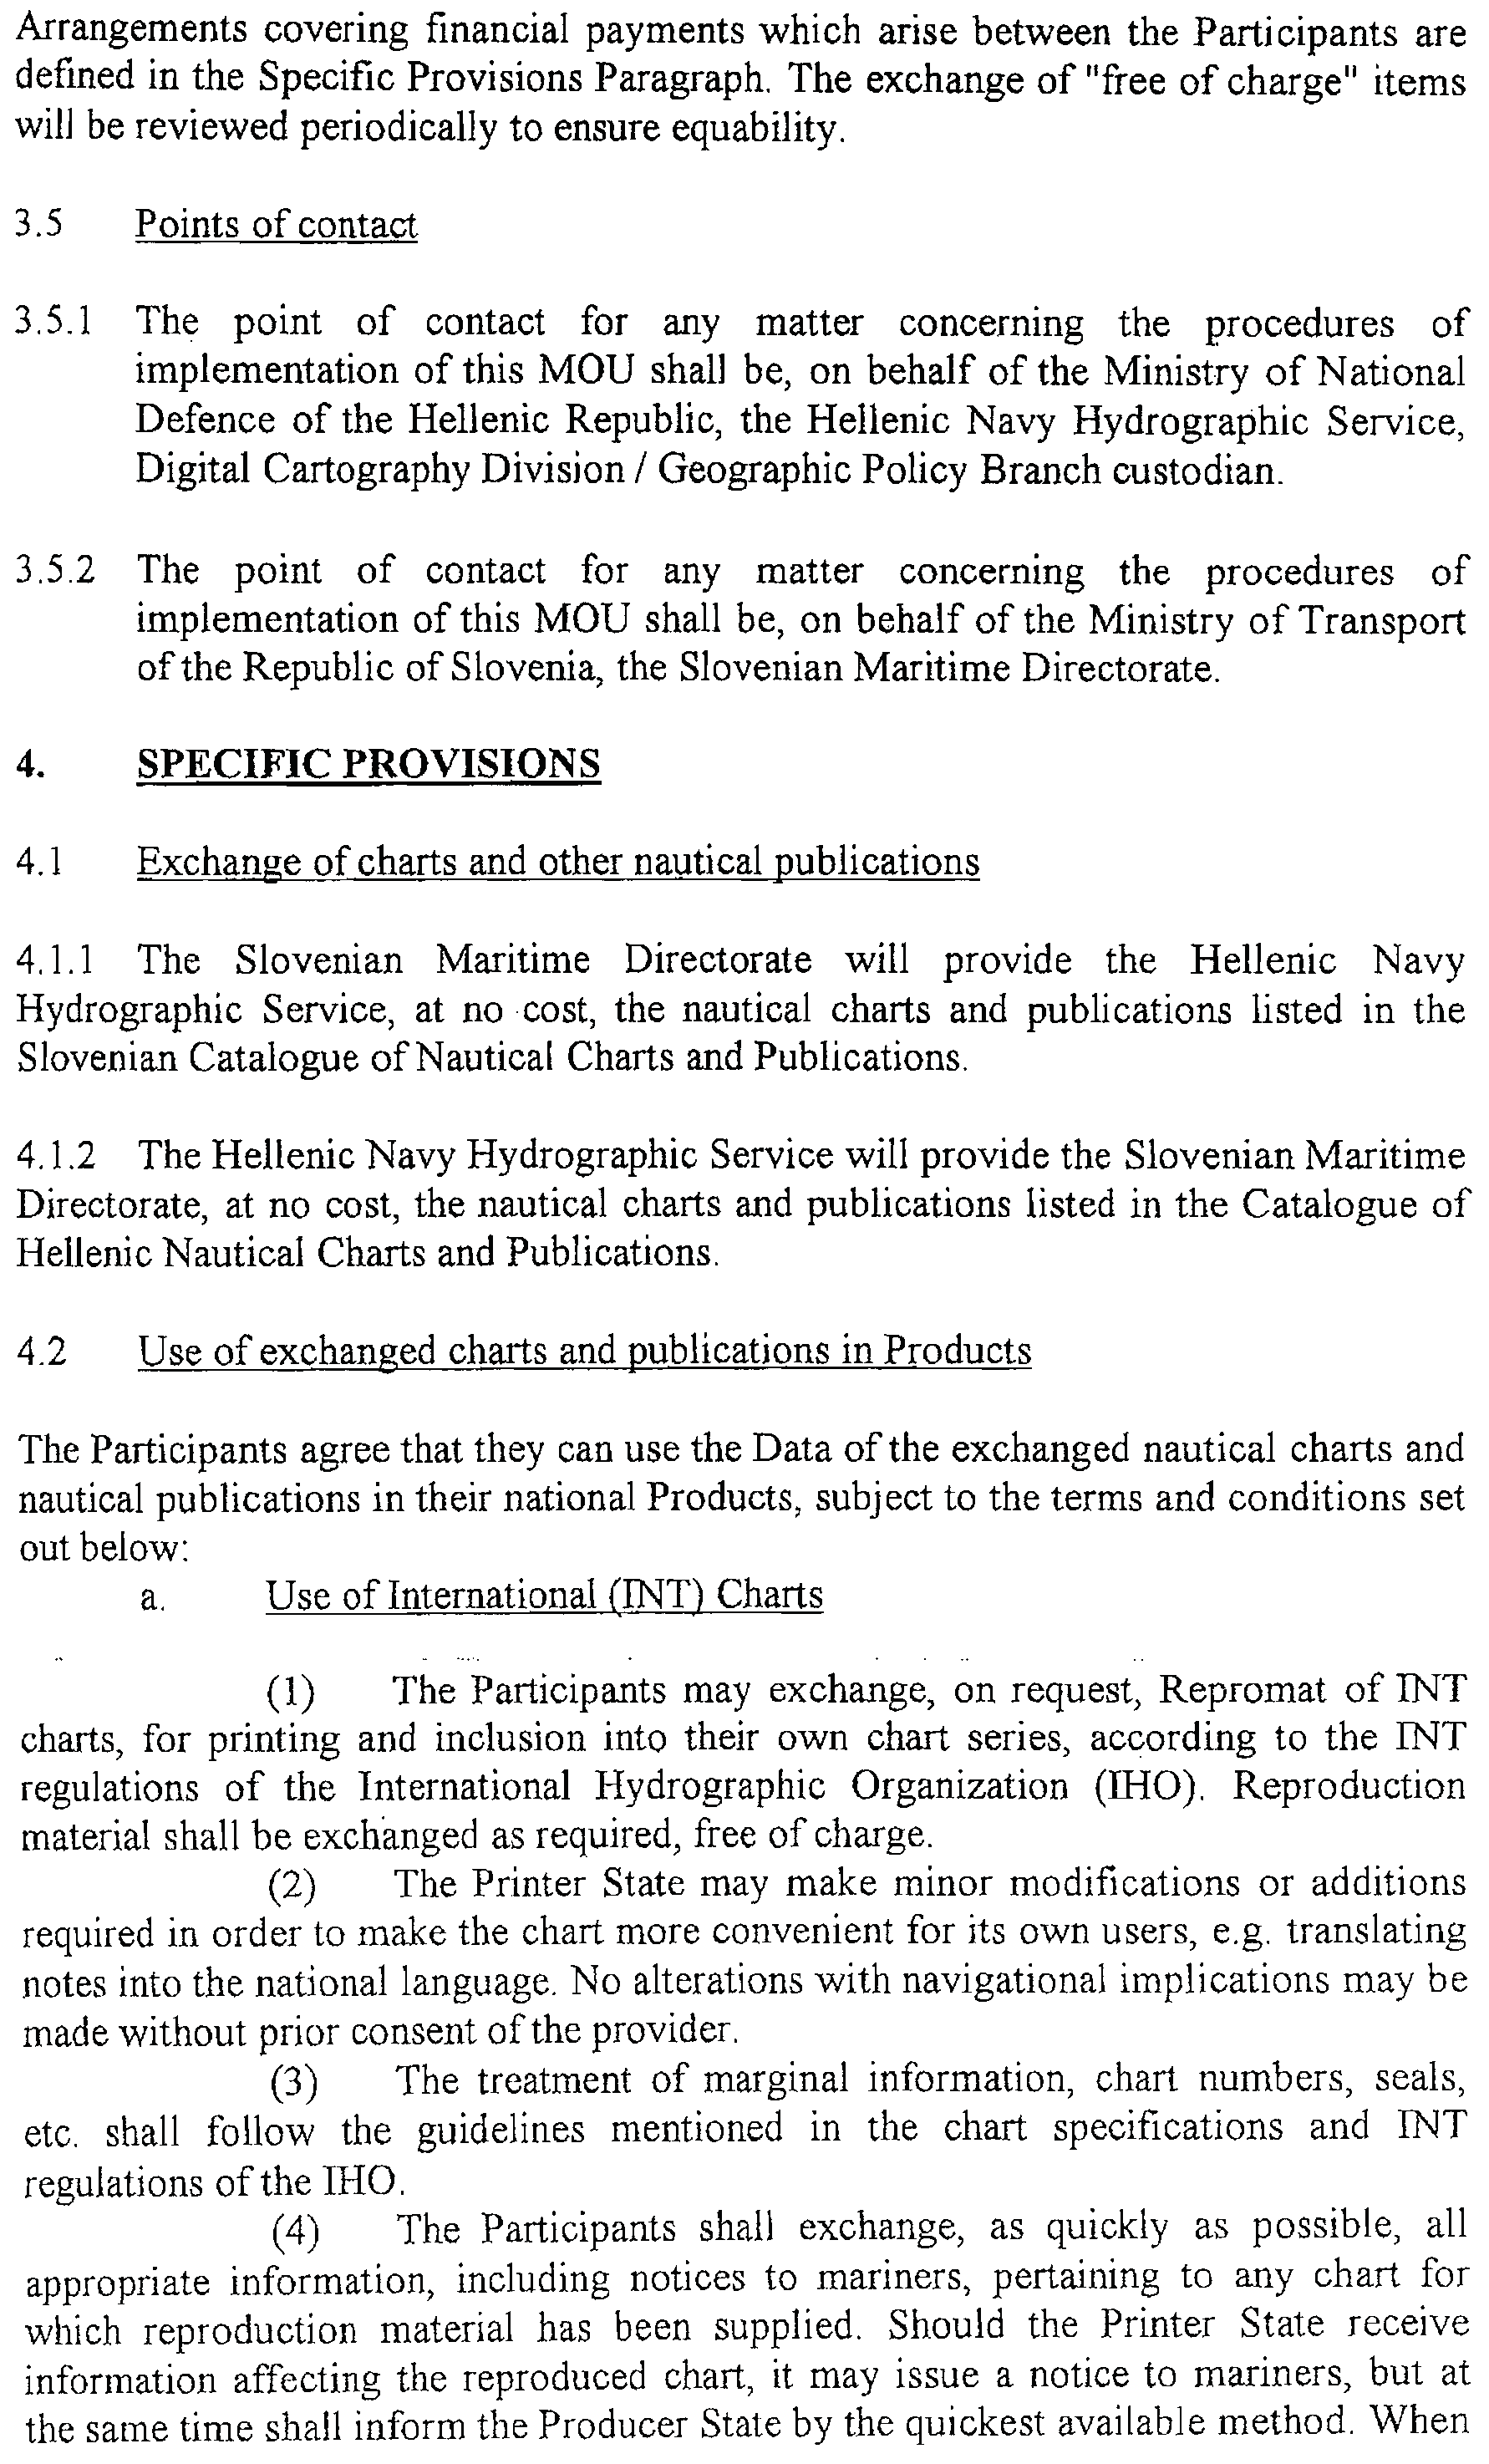 Arrangements covering financial payments which arise between the Participants are
defined in the Specific Provisions Paragraph. The exchange of "free of charge" items
will be reviewed periodically to ensure equability.
3.5 Points of contact
3.5.1 The point of contact for any matter concerning the procedures of
implementation of this MOU shall be, on behalf of the Ministry of National
Defence of the Hellenic Republic, the Hellenic Navy Hydrographic Service,
Digital Cartography Division / Geographic Policy Branch custodian.
3.5.2 The point of contact for any matter concerning the procedures of
implementation of this MOU shall be, on behalf of the Ministry of Transport
of the Republic of Slovenia, the Slovenian Maritime Directorate.
4. SPECIFIC PROVISIONS
4.1 Exchange of charts and other nautical publications
4.1.1 The Slovenian Maritime Directorate will provide the Hellenic Navy
Hydrographic Service, at no cost, the nautical charts and publications listed in the
Slovenian Catalogue of Nautical Charts and Publications.
4.1.2 The Hellenic Navy Hydrographic Service will provide the Slovenian Maritime
Directorate, at no cost, the nautical charts and publications listed in the Catalogue of
Hellenic Nautical Charts and Publications.
4.2 Use of exchanged charts and publications in Products
The Participants agree that they can use the Data of the exchanged nautical charts and
nautical publications in their national Products, subject to the terms and conditions set
out below:
a. Use of International (INT) Charts
(1) The Participants may exchange, on request, Repromat of INT
charts, for printing and inclusion into their own chart series, according to the INT
regulations of the International Hydrographic Organization (IHO). Reproduction
material shall be exchanged as required, free of charge.
(2) The Printer State may make minor modifications or additions
required in order to make the chart more convenient for its own users, e.g. translating
notes into the national language. No alterations with navigational implications may be
made without prior consent of the provider.
(3) The treatment of marginal information, chart numbers, seals,
etc. shall follow the guidelines mentioned in the chart specifications and INT
regulations of the IHO.
(4) The Participants shall exchange, as quickly as possible, all
appropriate information, including notices to mariners, pertaining to any chart for
which reproduction material has been supplied. Should the Printer State receive
information affecting the reproduced chart, it may issue a notice to mariners, but at
the same time shall inform the Producer State by the quickest available method. When